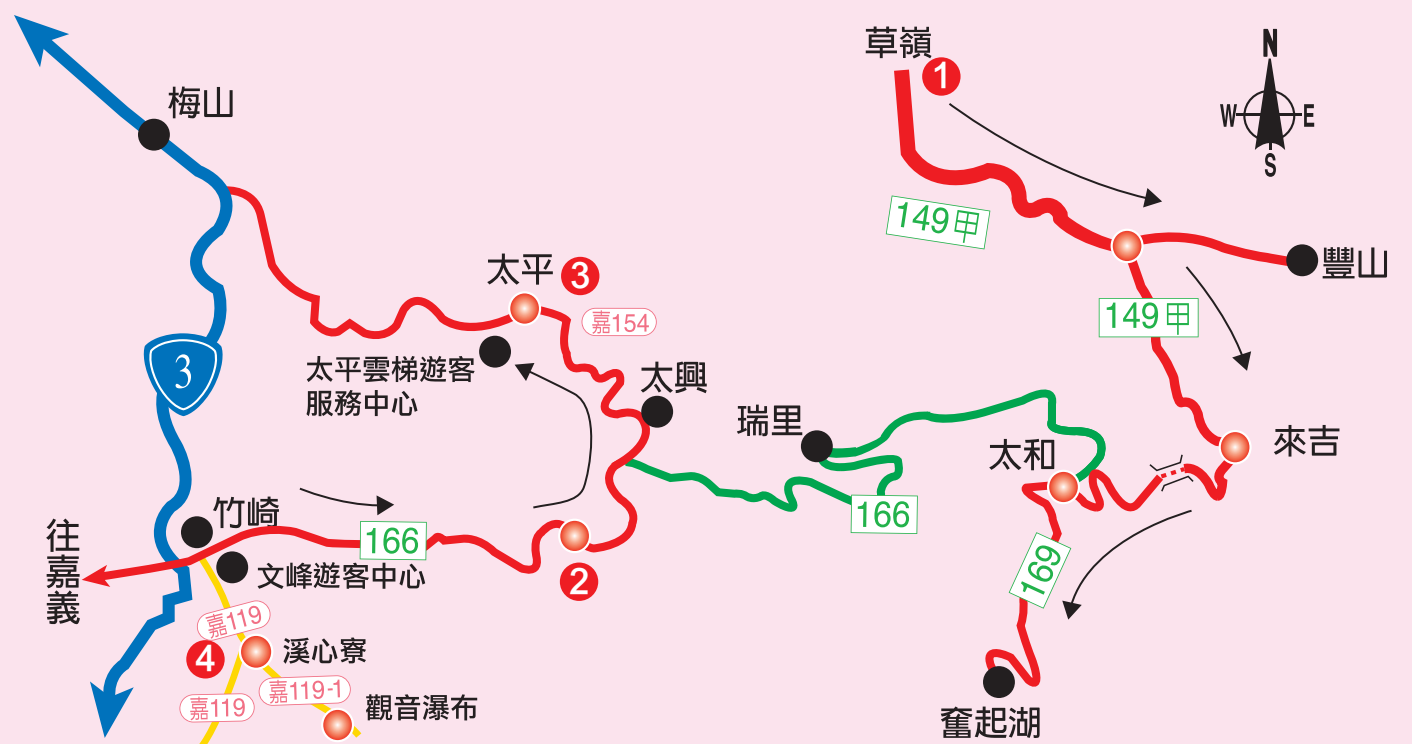 草嶺
1
N
W
E
S
梅山
149甲
豐山
太平
3
嘉154
149甲
3
太平雲梯遊客
服務中心
太興
瑞里
太和
來吉
竹崎
166
166
往嘉義
文峰遊客中心
2
169
嘉119
4
溪心寮
嘉119-1
嘉119
觀音瀑布
奮起湖